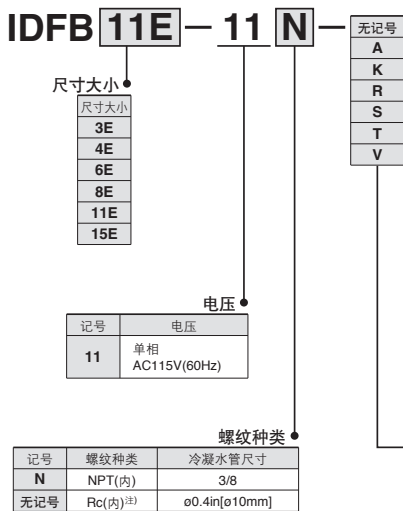 IDFB 11E — 11 N —
无记号
A
K
R
S
T
V
尺寸大小
尺寸大小
3E
4E
6E
8E
11E
15E
电压
记号 电压
11 单相 AC115V(60Hz)
螺纹种类
记号 螺纹种类 冷凝水管尺寸
N NPT(内) 3/8
无记号 Rc(内)注) ø0.4in[ø10mm]